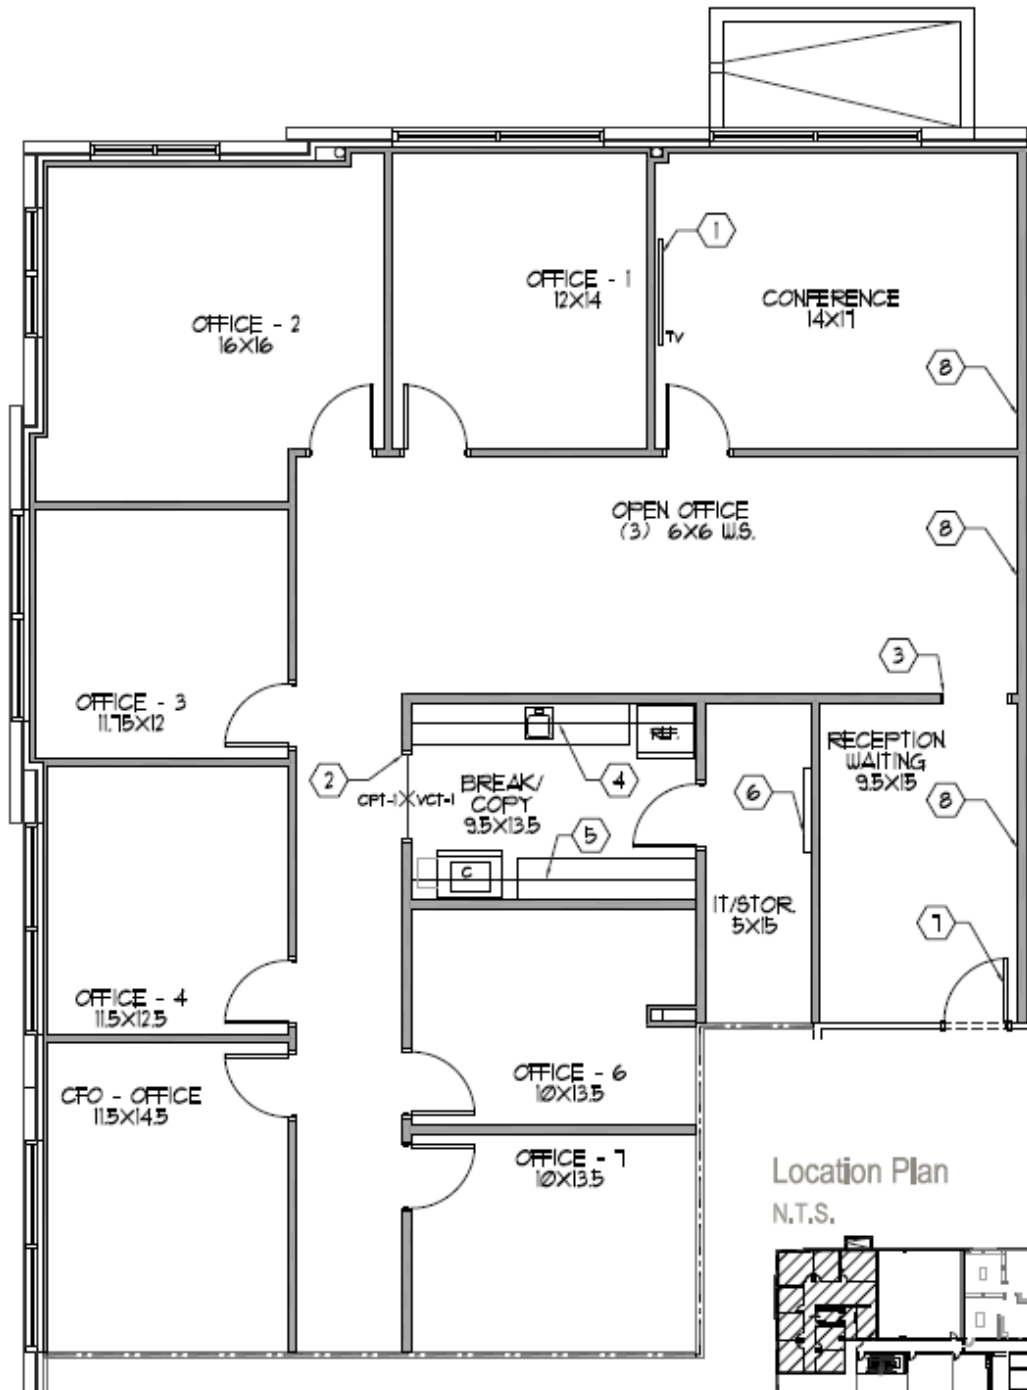 1
OFFICE - 1
12X14
CONFERENCE
14X17
OFFICE - 2
16X16
TV
8
OPEN OFFICE
(3) 6X6 W.S.
8
3
OFFICE - 3
11.75X12
REF.
RECEPTION
WAITING
9.5X15
2
BREAK/
COPY
9.5X13.5
4
6
CPT-1 VCT-1
8
5
C
IT/STOR.
5X15
7
OFFICE - 4
11.5X12.5
OFFICE - 6
10X13.5
CFO - OFFICE
11.5X14.5
OFFICE - 7
10X13.5
Location Plan
N.T.S.